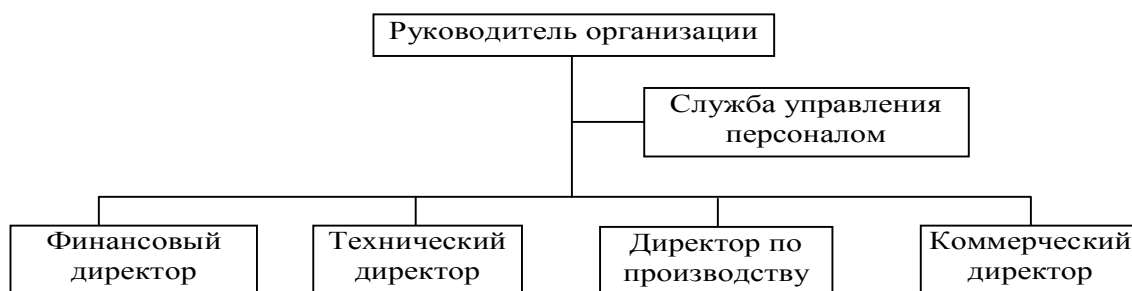 Руководитель организации
Служба управления
персоналом
Финансовый
директор
Технический
директор
Директор по
производству
Коммерческий
директор